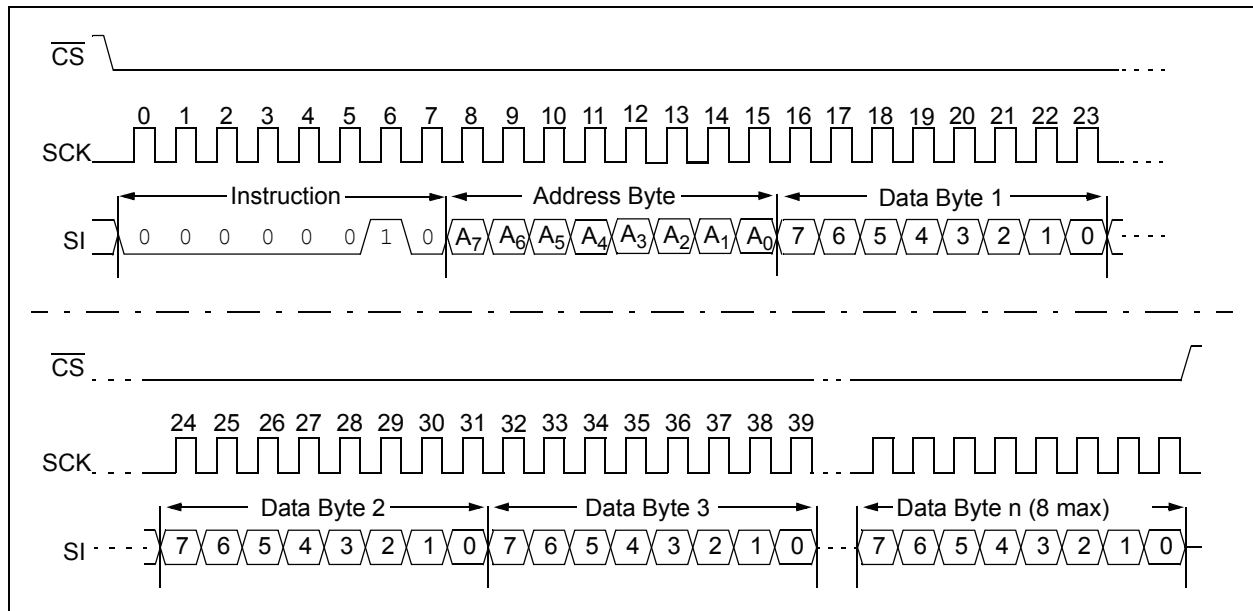 CS
0 1 2 3 4 5 6 7 8 9 10 11 12 13 14 15 16 17 18 19 20 21 22 23
SCK
Instruction Address Byte Data Byte 1
SI 0 0 0 0 0 0 1 0 A7 A6 A5 A4 A3 A2 A1 A0 7 6 5 4 3 2 1 0
CS
24 25 26 27 28 29 30 31 32 33 34 35 36 37 38 39
SCK
Data Byte 2 Data Byte 3 Data Byte n (8 max)
SI 7 6 5 4 3 2 1 0 7 6 5 4 3 2 1 0 7 6 5 4 3 2 1 0